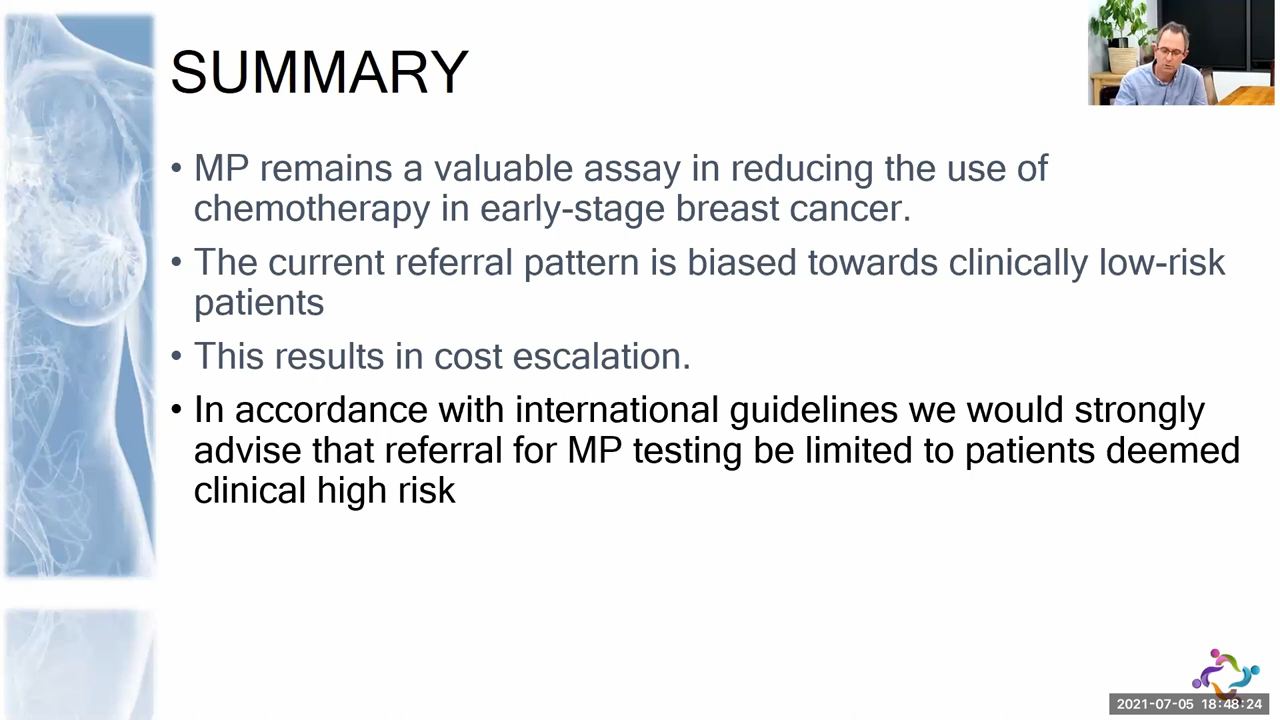 SUMMARY
• MP remains a valuable assay in reducing the use of
chemotherapy in early-stage breast cancer.
• The current referral pattern is biased towards clinically low-risk
patients
• This results in cost escalation.
• In accordance with international guidelines we would strongly
advise that referral for MP testing be limited to patients deemed
clinical high risk
2021-07-05 18:48:24